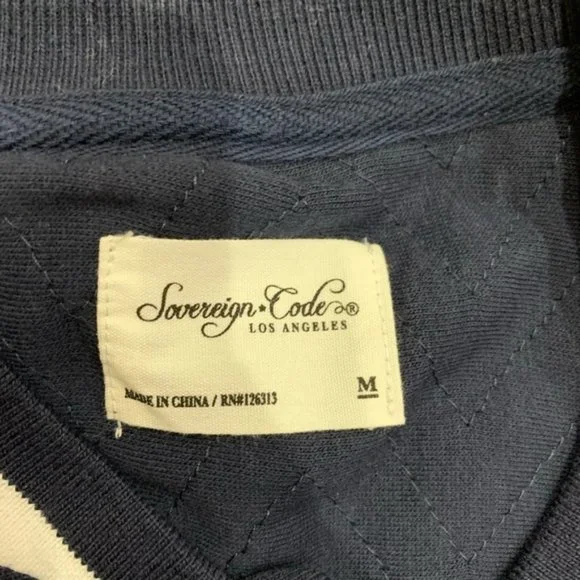 Sovereign★Code®
LOS ANGELES
M
MADE IN CHINA / RN#126313